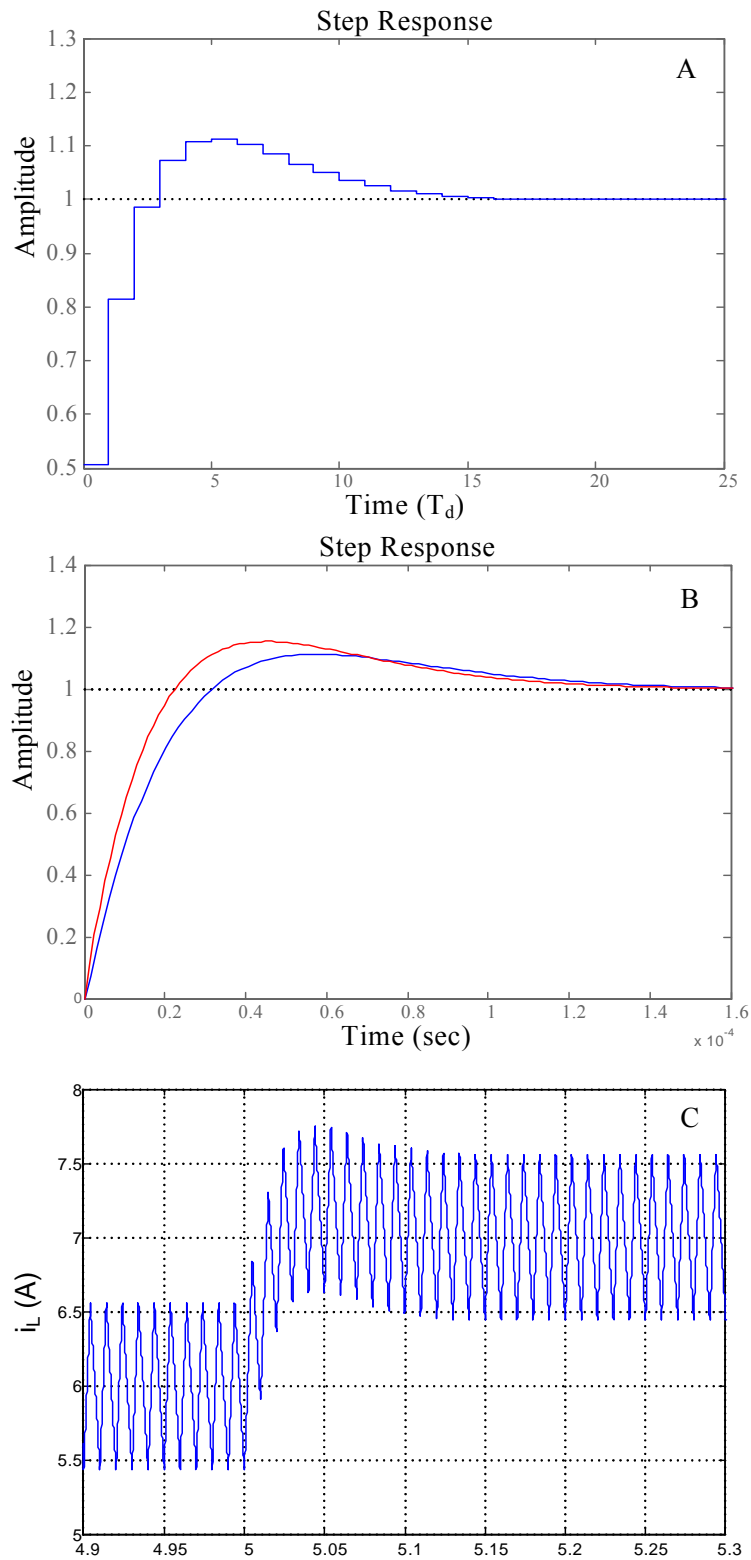 Step Response
A
1.3
1.2
1.1
1
0.9
0.8
0.7
0.6
0.5
Amplitude
0 5 10 15 20 25
Time (Td)
Step Response
B
1.4
1.2
1
0.8
0.6
0.4
0.2
0
Amplitude
0 0.2 0.4 0.6 0.8 1 1.2 1.4 1.6
Time (sec)
x 10-4
C
8
7.5
7
6.5
6
5.5
5
iL (A)
4.9 4.95 5 5.05 5.1 5.15 5.2 5.25 5.3